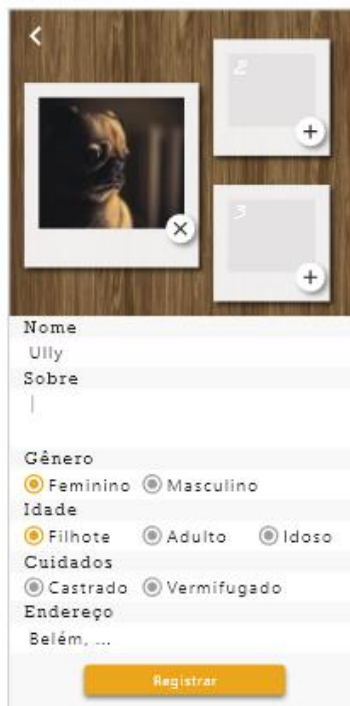 2
3
Nome
Ully
Sobre
Gênero
Feminino Masculino
Idade
Filhote Adulto Idoso
Cuidados
Castrado Vermifugado
Endereço
Belém, ...
Registrar